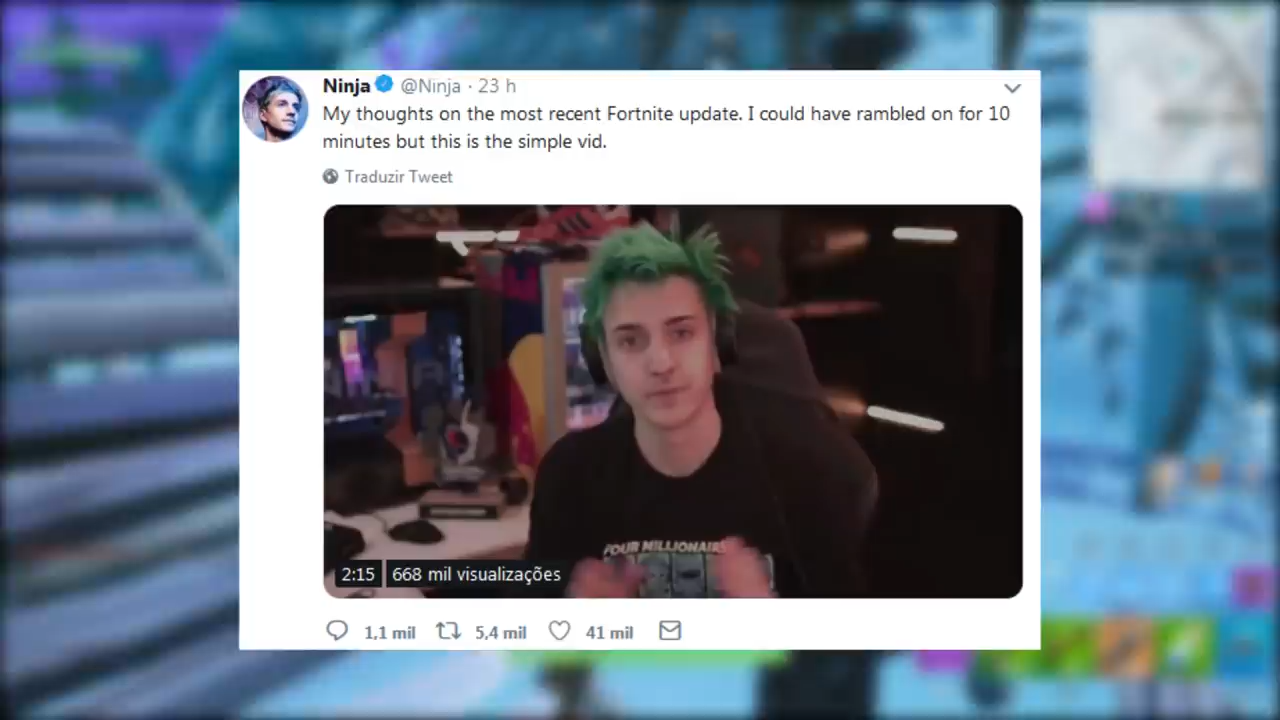 Ninja @Ninja · 23 h
My thoughts on the most recent Fortnite update. I could have rambled on for 10
minutes but this is the simple vid.
Traduzir Tweet
FOUR MILLIONAIRE
2:15 668 mil visualizações
1,1 mil 5,4 mil 41 mil